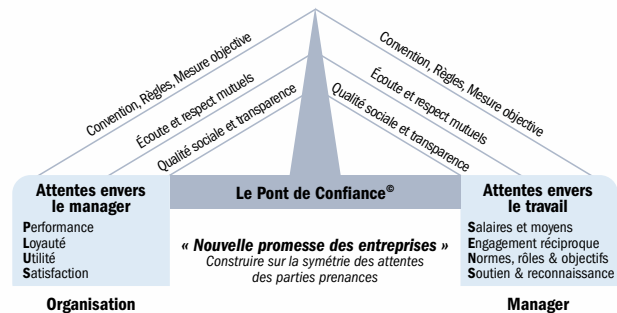 Convention, Règles, Mesure objective
Écoute et respect mutuels
Qualité sociale et transparence
Convention, Règles, Mesure objective
Écoute et respect mutuels
Qualité sociale et transparence
Attentes envers
le manager
Performance
Loyauté
Utilité
Satisfaction
Organisation
Le Pont de Confiance©
« Nouvelle promesse des entreprises »
Construire sur la symétrie des attentes
des parties prenances
Attentes envers
le travail
Salaires et moyens
Engagement réciproque
Normes, rôles & objectifs
Soutien & reconnaissance
Manager